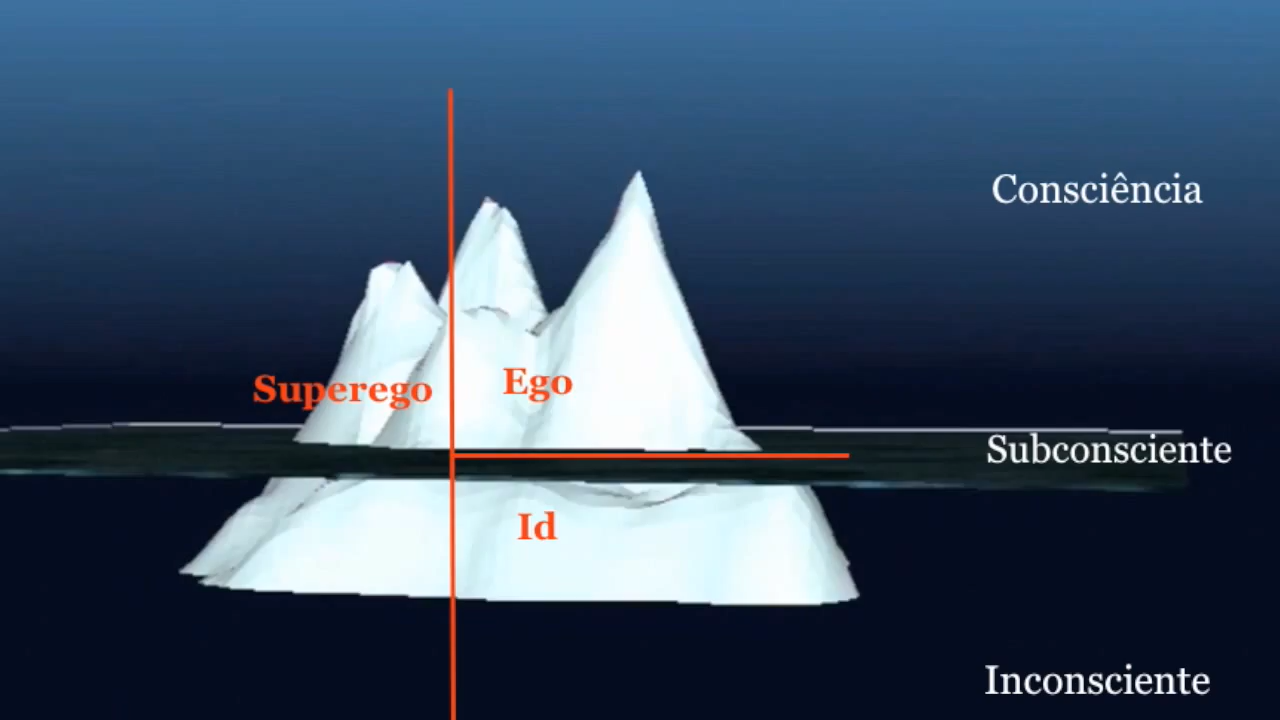 Consciência
Superego
Ego
Subconsciente
Id
Inconsciente